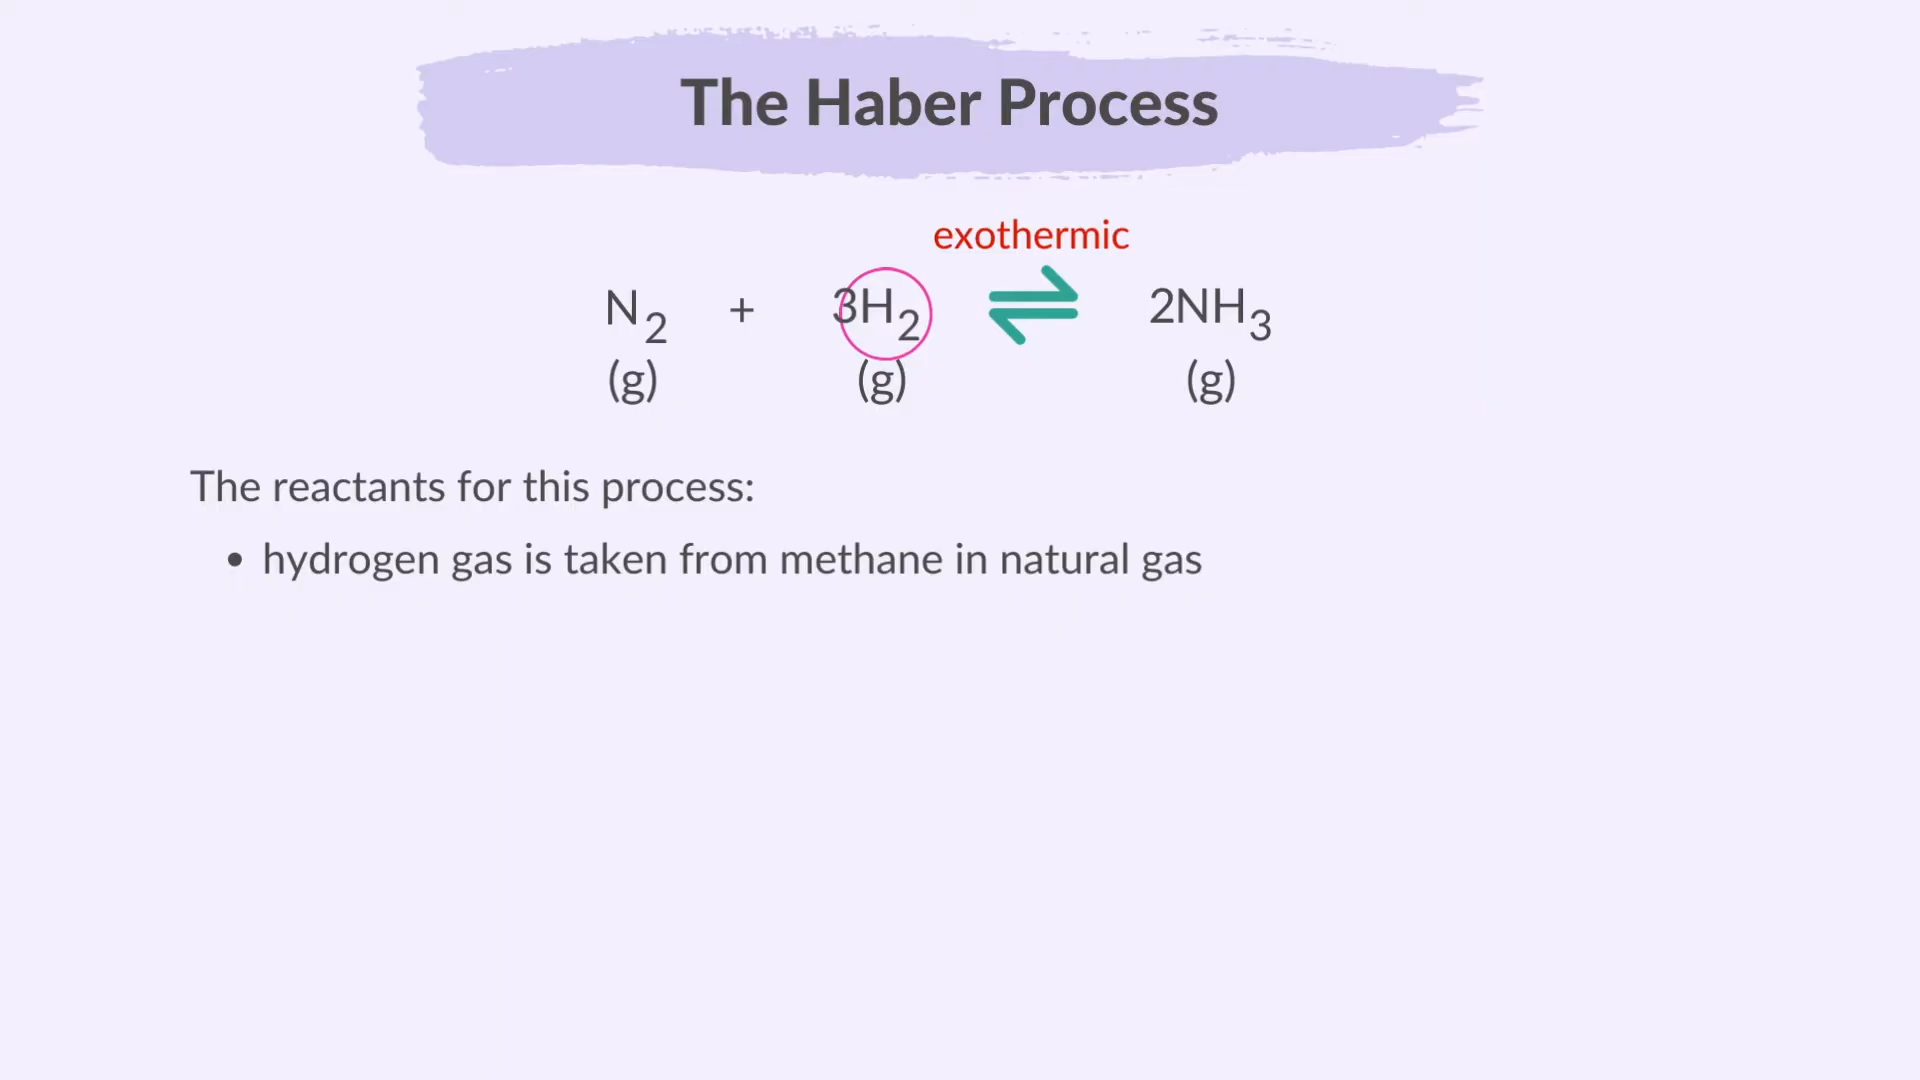 The Haber Process
exothermic
N₂ + 3H₂ ⇌ 2NH₃
(g) (g) (g)
The reactants for this process:
• hydrogen gas is taken from methane in natural gas